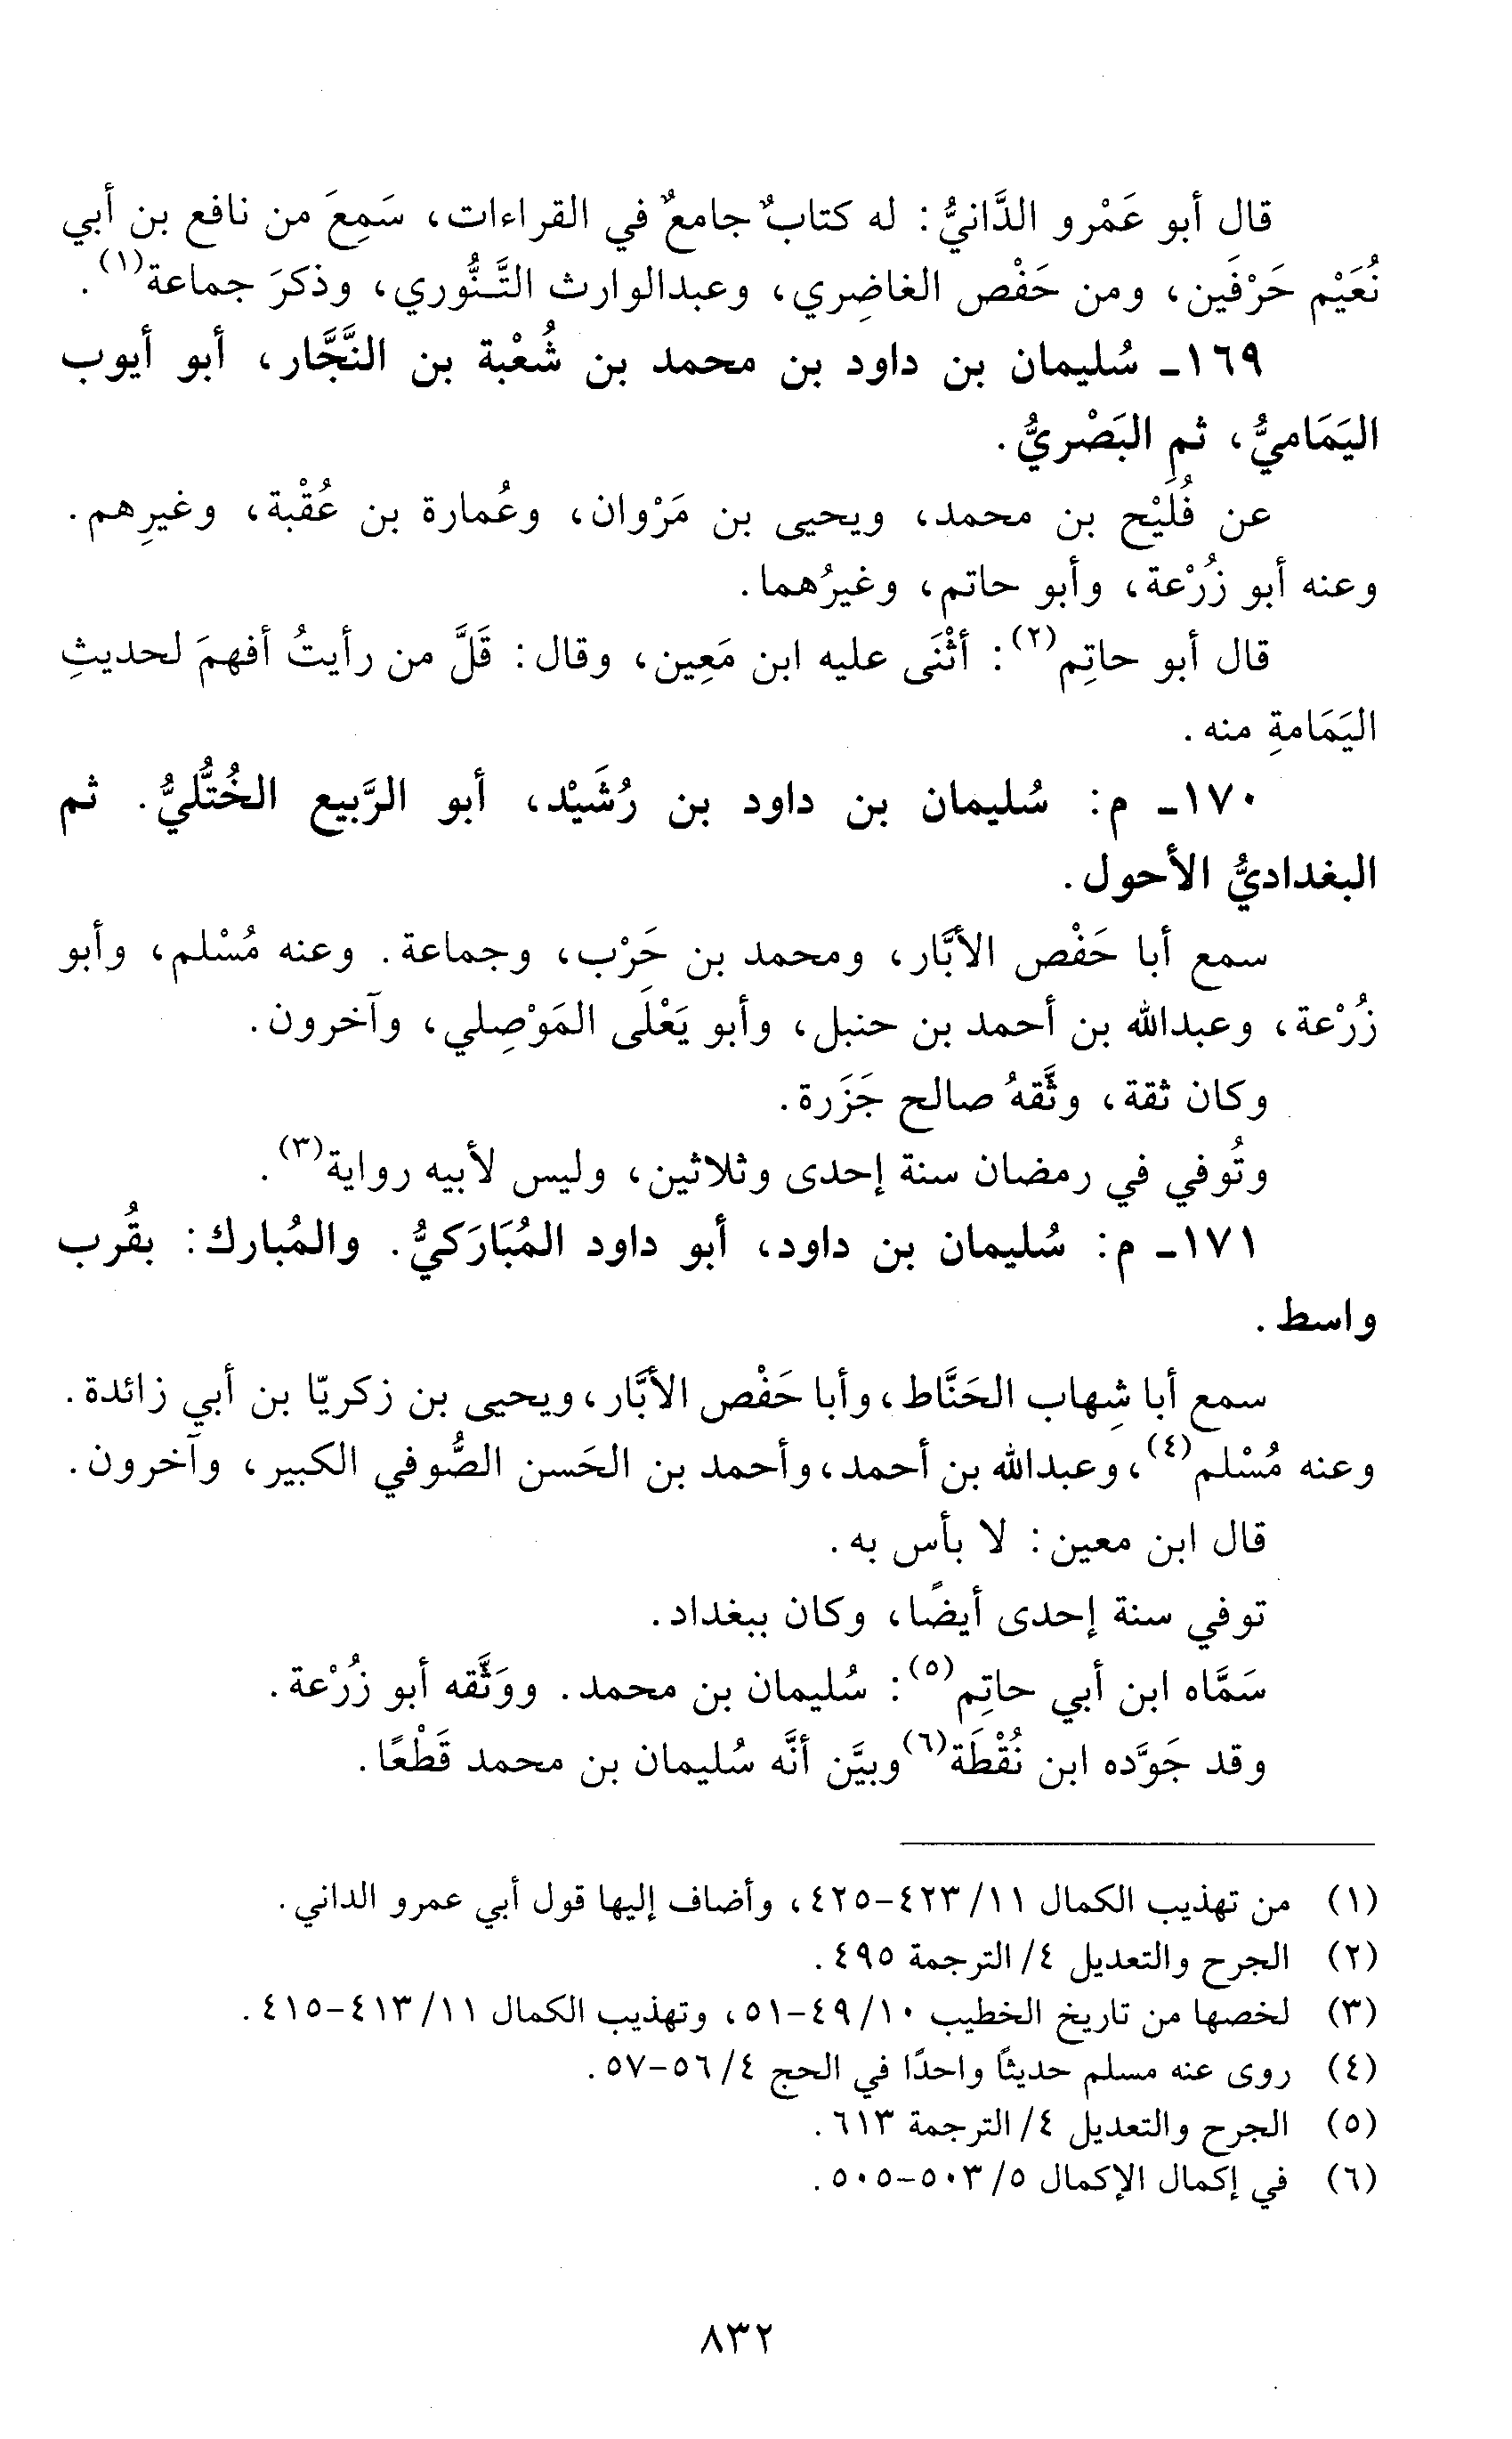 قال أبو عَمْرو الدَّانيُّ: له كتابٌ جامعٌ في القراءات، سَمِعَ من نافع بن أبي
نُعَيْم حَرْفَين، ومن حَفْص الغاضِري، وعبدالوارث التَّنُّوري، وذكرَ جماعة(١).
١٦٩ـ سُليمان بن داود بن محمد بن شُعْبة بن النَّجَّار، أبو أيوب
اليَمَاميُّ، ثم البَصْريُّ.
عن فُلَيْح بن محمد، ويحيى بن مَرْوان، وعُمارة بن عُقْبة، وغيرِهم.
وعنه أبو زُرْعة، وأبو حاتم، وغيرُهما.
قال أبو حاتِم(٢): أثْنَى عليه ابن مَعِين، وقال: قَلَّ من رأيتُ أفهمَ لحديثِ
اليَمَامةِ منه.
١٧٠ـ م: سُليمان بن داود بن رُشَيْد، أبو الرَّبيع الخُتُّليُّ. ثم
البغداديُّ الأحول.
سمع أبا حَفْص الأبَّار، ومحمد بن حَرْب، وجماعة. وعنه مُسْلم، وأبو
زُرْعة، وعبدالله بن أحمد بن حنبل، وأبو يَعْلَى المَوْصِلي، وآخرون.
وكان ثقة، وثَّقهُ صالح جَزَرة.
وتُوفي في رمضان سنة إحدى وثلاثين، وليس لأبيه رواية(٣).
١٧١ـ م: سُليمان بن داود، أبو داود المُبَارَكيُّ. والمُبارك: بقُرب
واسط.
سمع أبا شِهاب الحَنَّاط، وأبا حَفْص الأبَّار، ويحيى بن زكريّا بن أبي زائدة.
وعنه مُسْلم(٤)، وعبدالله بن أحمد، وأحمد بن الحَسن الصُّوفي الكبير، وآخرون.
قال ابن معين: لا بأس به.
توفي سنة إحدى أيضًا، وكان ببغداد.
سَمَّاه ابن أبي حاتِم(٥): سُليمان بن محمد. ووَثَّقه أبو زُرْعة.
وقد جَوَّده ابن نُقْطَة(٦) وبيَّن أنَّه سُليمان بن محمد قَطْعًا.
(١) من تهذيب الكمال ١١/ ٤٢٣-٤٢٥، وأضاف إليها قول أبي عمرو الداني.
(٢) الجرح والتعديل ٤/ الترجمة ٤٩٥.
(٣) لخصها من تاريخ الخطيب ١٠/ ٤٩-٥١، وتهذيب الكمال ١١/ ٤١٣-٤١٥.
(٤) روى عنه مسلم حديثًا واحدًا في الحج ٤/ ٥٦-٥٧.
(٥) الجرح والتعديل ٤/ الترجمة ٦١٣.
(٦) في إكمال الإكمال ٥/ ٥٠٣-٥٠٥.
٨٣٢